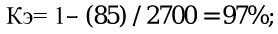 Кэ= 1– (85) / 2700 =97%;